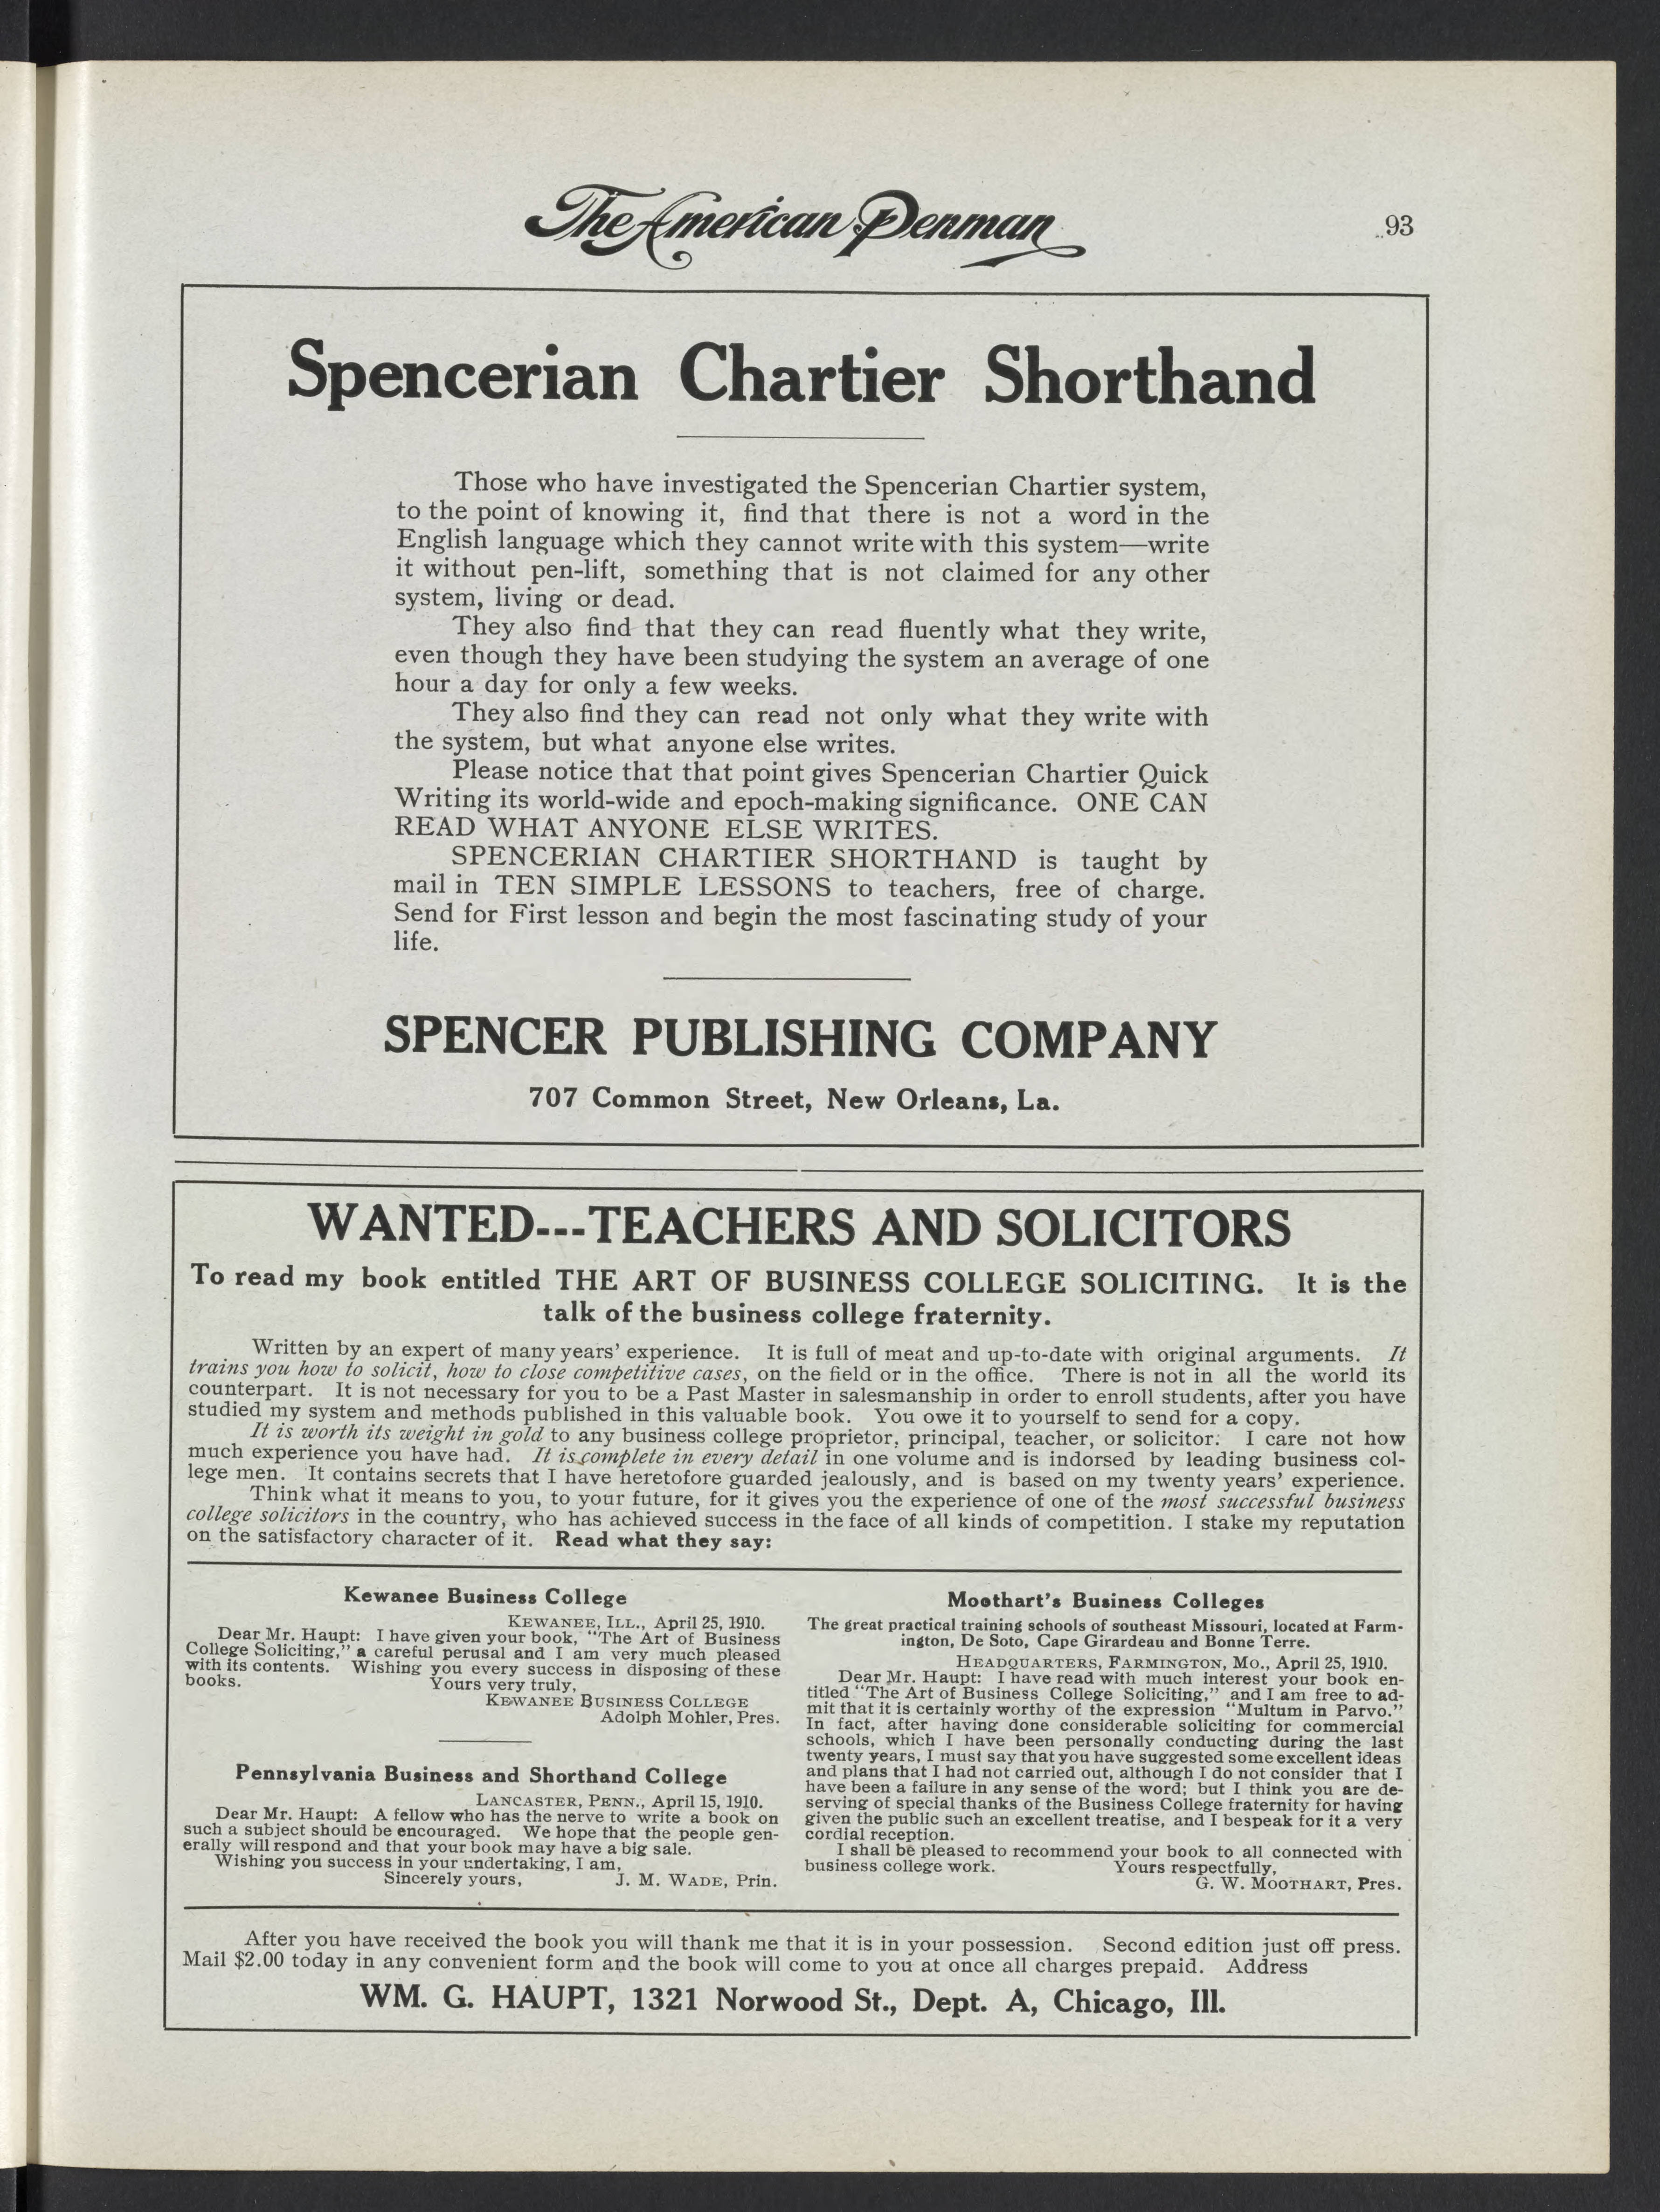 The American Penman
93
Spencerian Chartier Shorthand
Those who have investigated the Spencerian Chartier system,
to the point of knowing it, find that there is not a word in the
English language which they cannot write with this system—write
it without pen-lift, something that is not claimed for any other
system, living or dead.
They also find that they can read fluently what they write,
even though they have been studying the system an average of one
hour a day for only a few weeks.
They also find they can read not only what they write with
the system, but what anyone else writes.
Please notice that that point gives Spencerian Chartier Quick
Writing its world-wide and epoch-making significance. ONE CAN
READ WHAT ANYONE ELSE WRITES.
SPENCERIAN CHARTIER SHORTHAND is taught by
mail in TEN SIMPLE LESSONS to teachers, free of charge.
Send for First lesson and begin the most fascinating study of your
life.
SPENCER PUBLISHING COMPANY
707 Common Street, New Orleans, La.
WANTED---TEACHERS AND SOLICITORS
To read my book entitled THE ART OF BUSINESS COLLEGE SOLICITING. It is the
talk of the business college fraternity.
Written by an expert of many years' experience. It is full of meat and up-to-date with original arguments. It
trains you how to solicit, how to close competitive cases, on the field or in the office. There is not in all the world its
counterpart. It is not necessary for you to be a Past Master in salesmanship in order to enroll students, after you have
studied my system and methods published in this valuable book. You owe it to yourself to send for a copy.
It is worth its weight in gold to any business college proprietor, principal, teacher, or solicitor. I care not how
much experience you have had. It is complete in every detail in one volume and is indorsed by leading business col-
lege men. It contains secrets that I have heretofore guarded jealously, and is based on my twenty years' experience.
Think what it means to you, to your future, for it gives you the experience of one of the most successful business
college solicitors in the country, who has achieved success in the face of all kinds of competition. I stake my reputation
on the satisfactory character of it. Read what they say:
Kewanee Business College
KEWANEE, ILL., April 25, 1910.
Dear Mr. Haupt: I have given your book, "The Art of Business
College Soliciting," a careful perusal and I am very much pleased
with its contents. Wishing you every success in disposing of these
books. Yours very truly,
KEWANEE BUSINESS COLLEGE
Adolph Mohler, Pres.
Pennsylvania Business and Shorthand College
LANCASTER, PENN., April 15, 1910.
Dear Mr. Haupt: A fellow who has the nerve to write a book on
such a subject should be encouraged. We hope that the people gen-
erally will respond and that your book may have a big sale.
Wishing you success in your undertaking, I am,
Sincerely yours, J. M. WADE, Prin.
Moothart's Business Colleges
The great practical training schools of southeast Missouri, located at Farm-
ington, De Soto, Cape Girardeau and Bonne Terre.
HEADQUARTERS, FARMINGTON, MO., April 25, 1910.
Dear Mr. Haupt: I have read with much interest your book en-
titled "The Art of Business College Soliciting," and I am free to ad-
mit that it is certainly worthy of the expression "Multum in Parvo."
In fact, after having done considerable soliciting for commercial
schools, which I have been personally conducting during the last
twenty years, I must say that you have suggested some excellent ideas
and plans that I had not carried out, although I do not consider that I
have been a failure in any sense of the word; but I think you are de-
serving of special thanks of the Business College fraternity for having
given the public such an excellent treatise, and I bespeak for it a very
cordial reception.
I shall be pleased to recommend your book to all connected with
business college work. Yours respectfully,
G. W. MOOTHART, Pres.
After you have received the book you will thank me that it is in your possession. Second edition just off press.
Mail $2.00 today in any convenient form and the book will come to you at once all charges prepaid. Address
WM. G. HAUPT, 1321 Norwood St., Dept. A, Chicago, Ill.